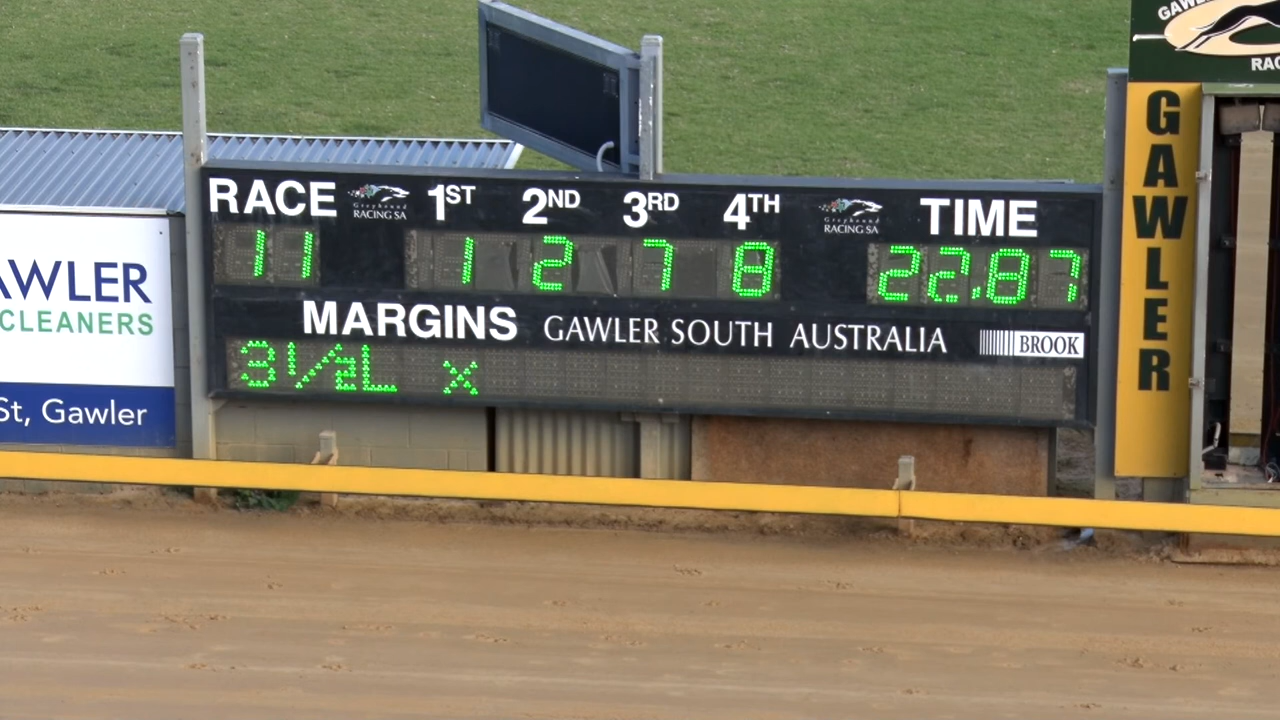 GAWLER
RACING
RACE 1ST 2ND 3RD 4TH TIME
Greyhound
RACING SA
Greyhound
RACING SA
11 1 2 7 8 22.87
MARGINS GAWLER SOUTH AUSTRALIA BROOK
31/2L X
GAWLER
AWLER
CLEANERS
St, Gawler